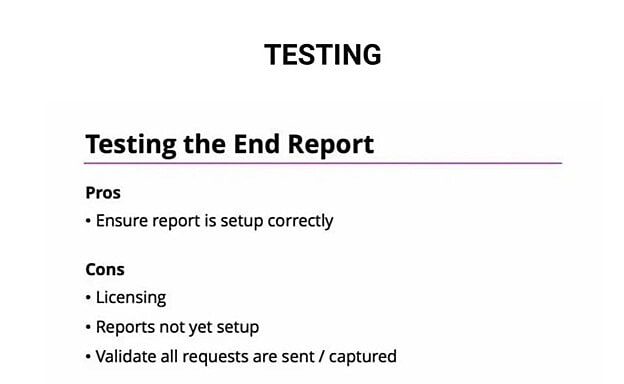 TESTING
Testing the End Report
Pros
• Ensure report is setup correctly
Cons
• Licensing
• Reports not yet setup
• Validate all requests are sent / captured